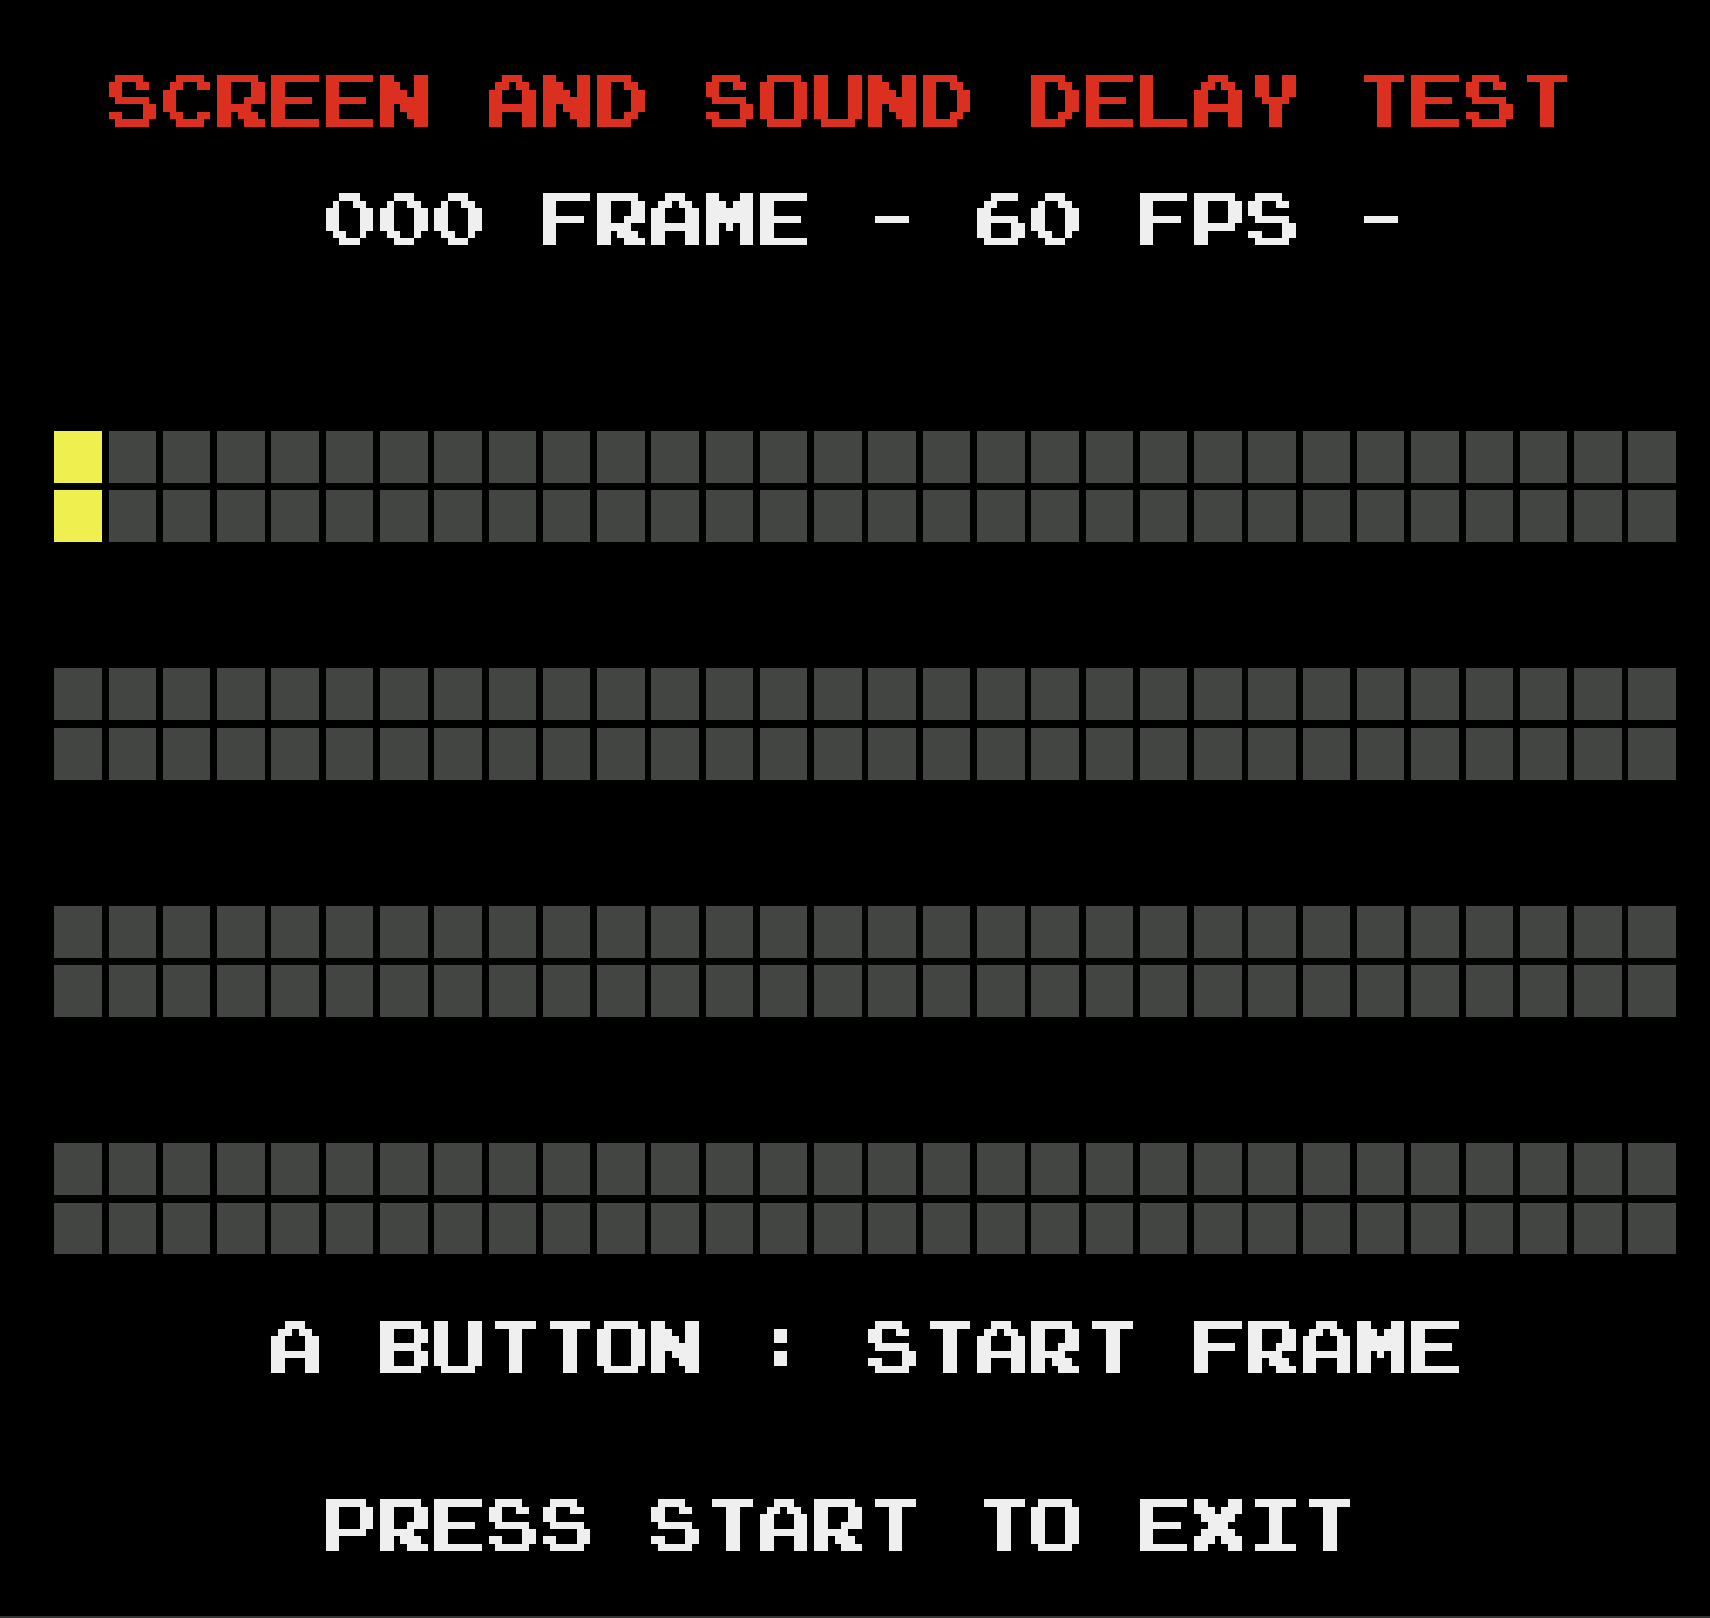 SCREEN AND SOUND DELAY TEST
000 FRAME - 60 FPS -
A BUTTON : START FRAME
PRESS START TO EXIT